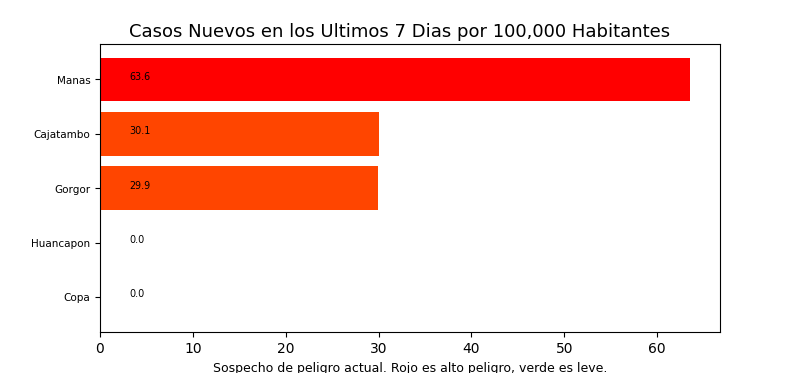 Casos Nuevos en los Ultimos 7 Dias por 100,000 Habitantes
Manas 63.6
Cajatambo 30.1
Gorgor 29.9
Huancapon 0.0
Copa 0.0
0 10 20 30 40 50 60
Sospecho de peligro actual. Rojo es alto peligro, verde es leve.